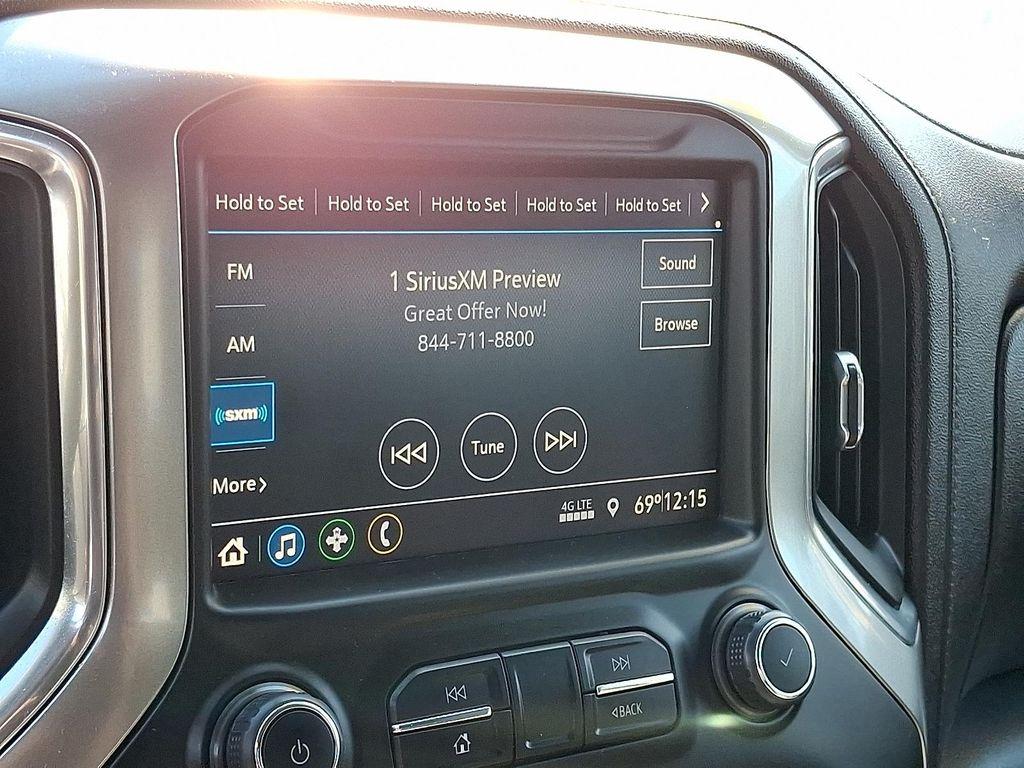 Hold to Set Hold to Set Hold to Set Hold to Set Hold to Set
FM
1 SiriusXM Preview
Sound
Great Offer Now!
Browse
AM
844-711-8800
sxm
Tune
More
4G LTE
69° 12:15
BACK